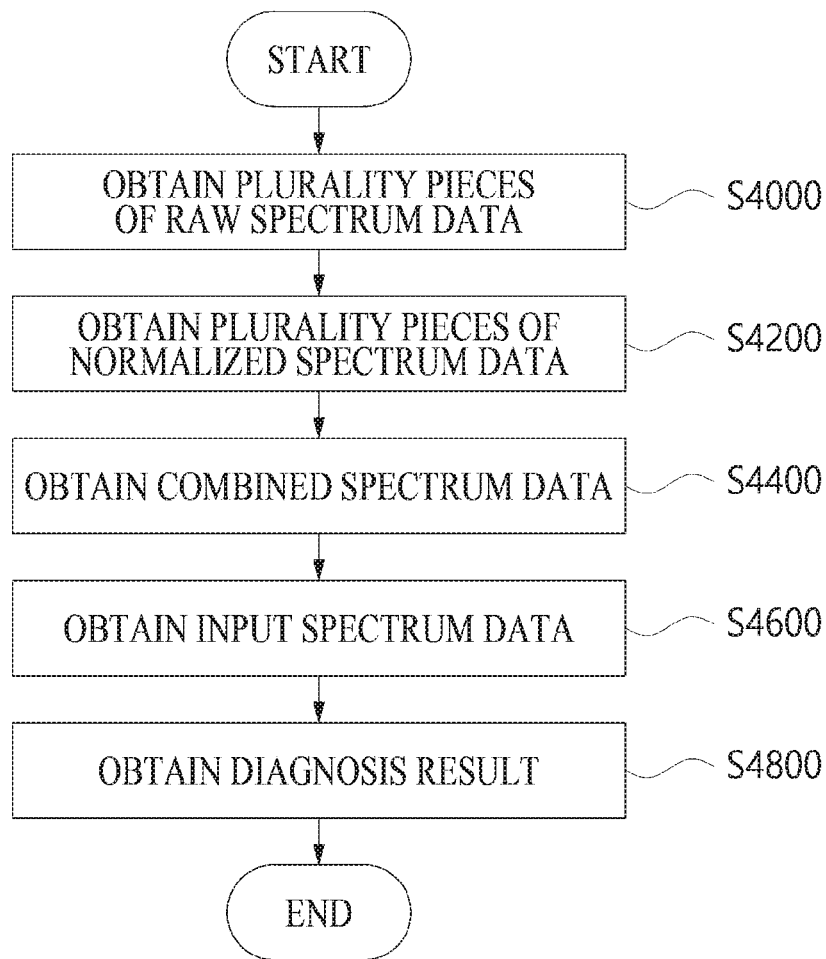 START
OBTAIN PLURALITY PIECES
OF RAW SPECTRUM DATA
S4000
OBTAIN PLURALITY PIECES OF
NORMALIZED SPECTRUM DATA
S4200
OBTAIN COMBINED SPECTRUM DATA
S4400
OBTAIN INPUT SPECTRUM DATA
S4600
OBTAIN DIAGNOSIS RESULT
S4800
END